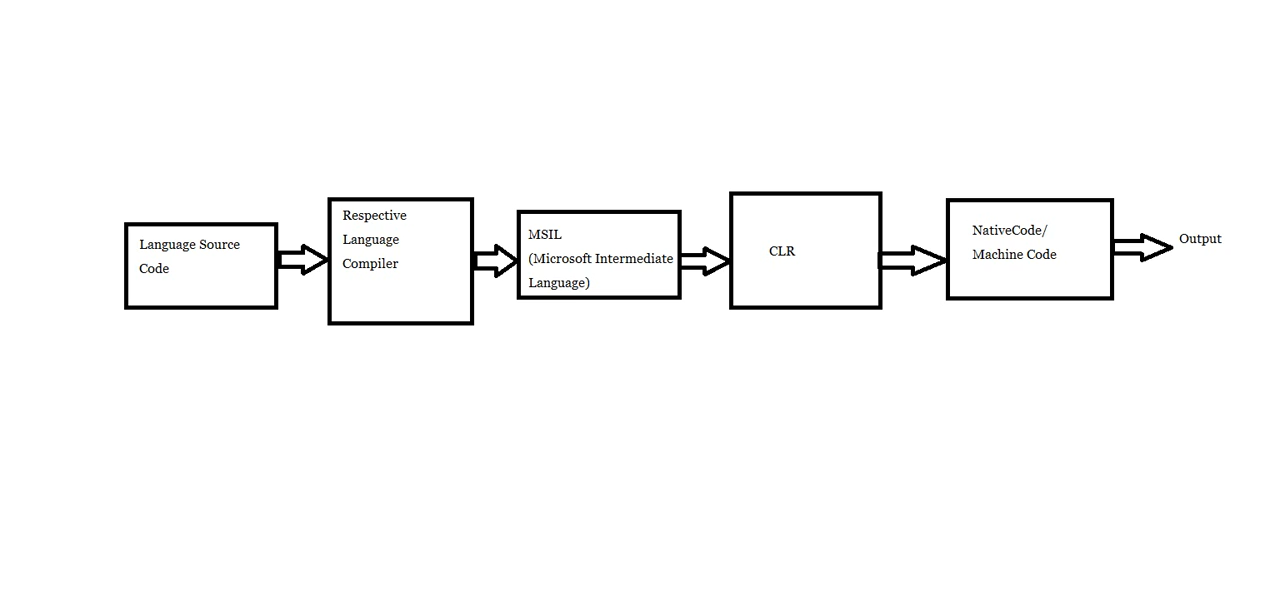 Language Source
Code
Respective
Language
Compiler
MSIL
(Microsoft Intermediate
Language)
CLR
NativeCode/
Machine Code
Output